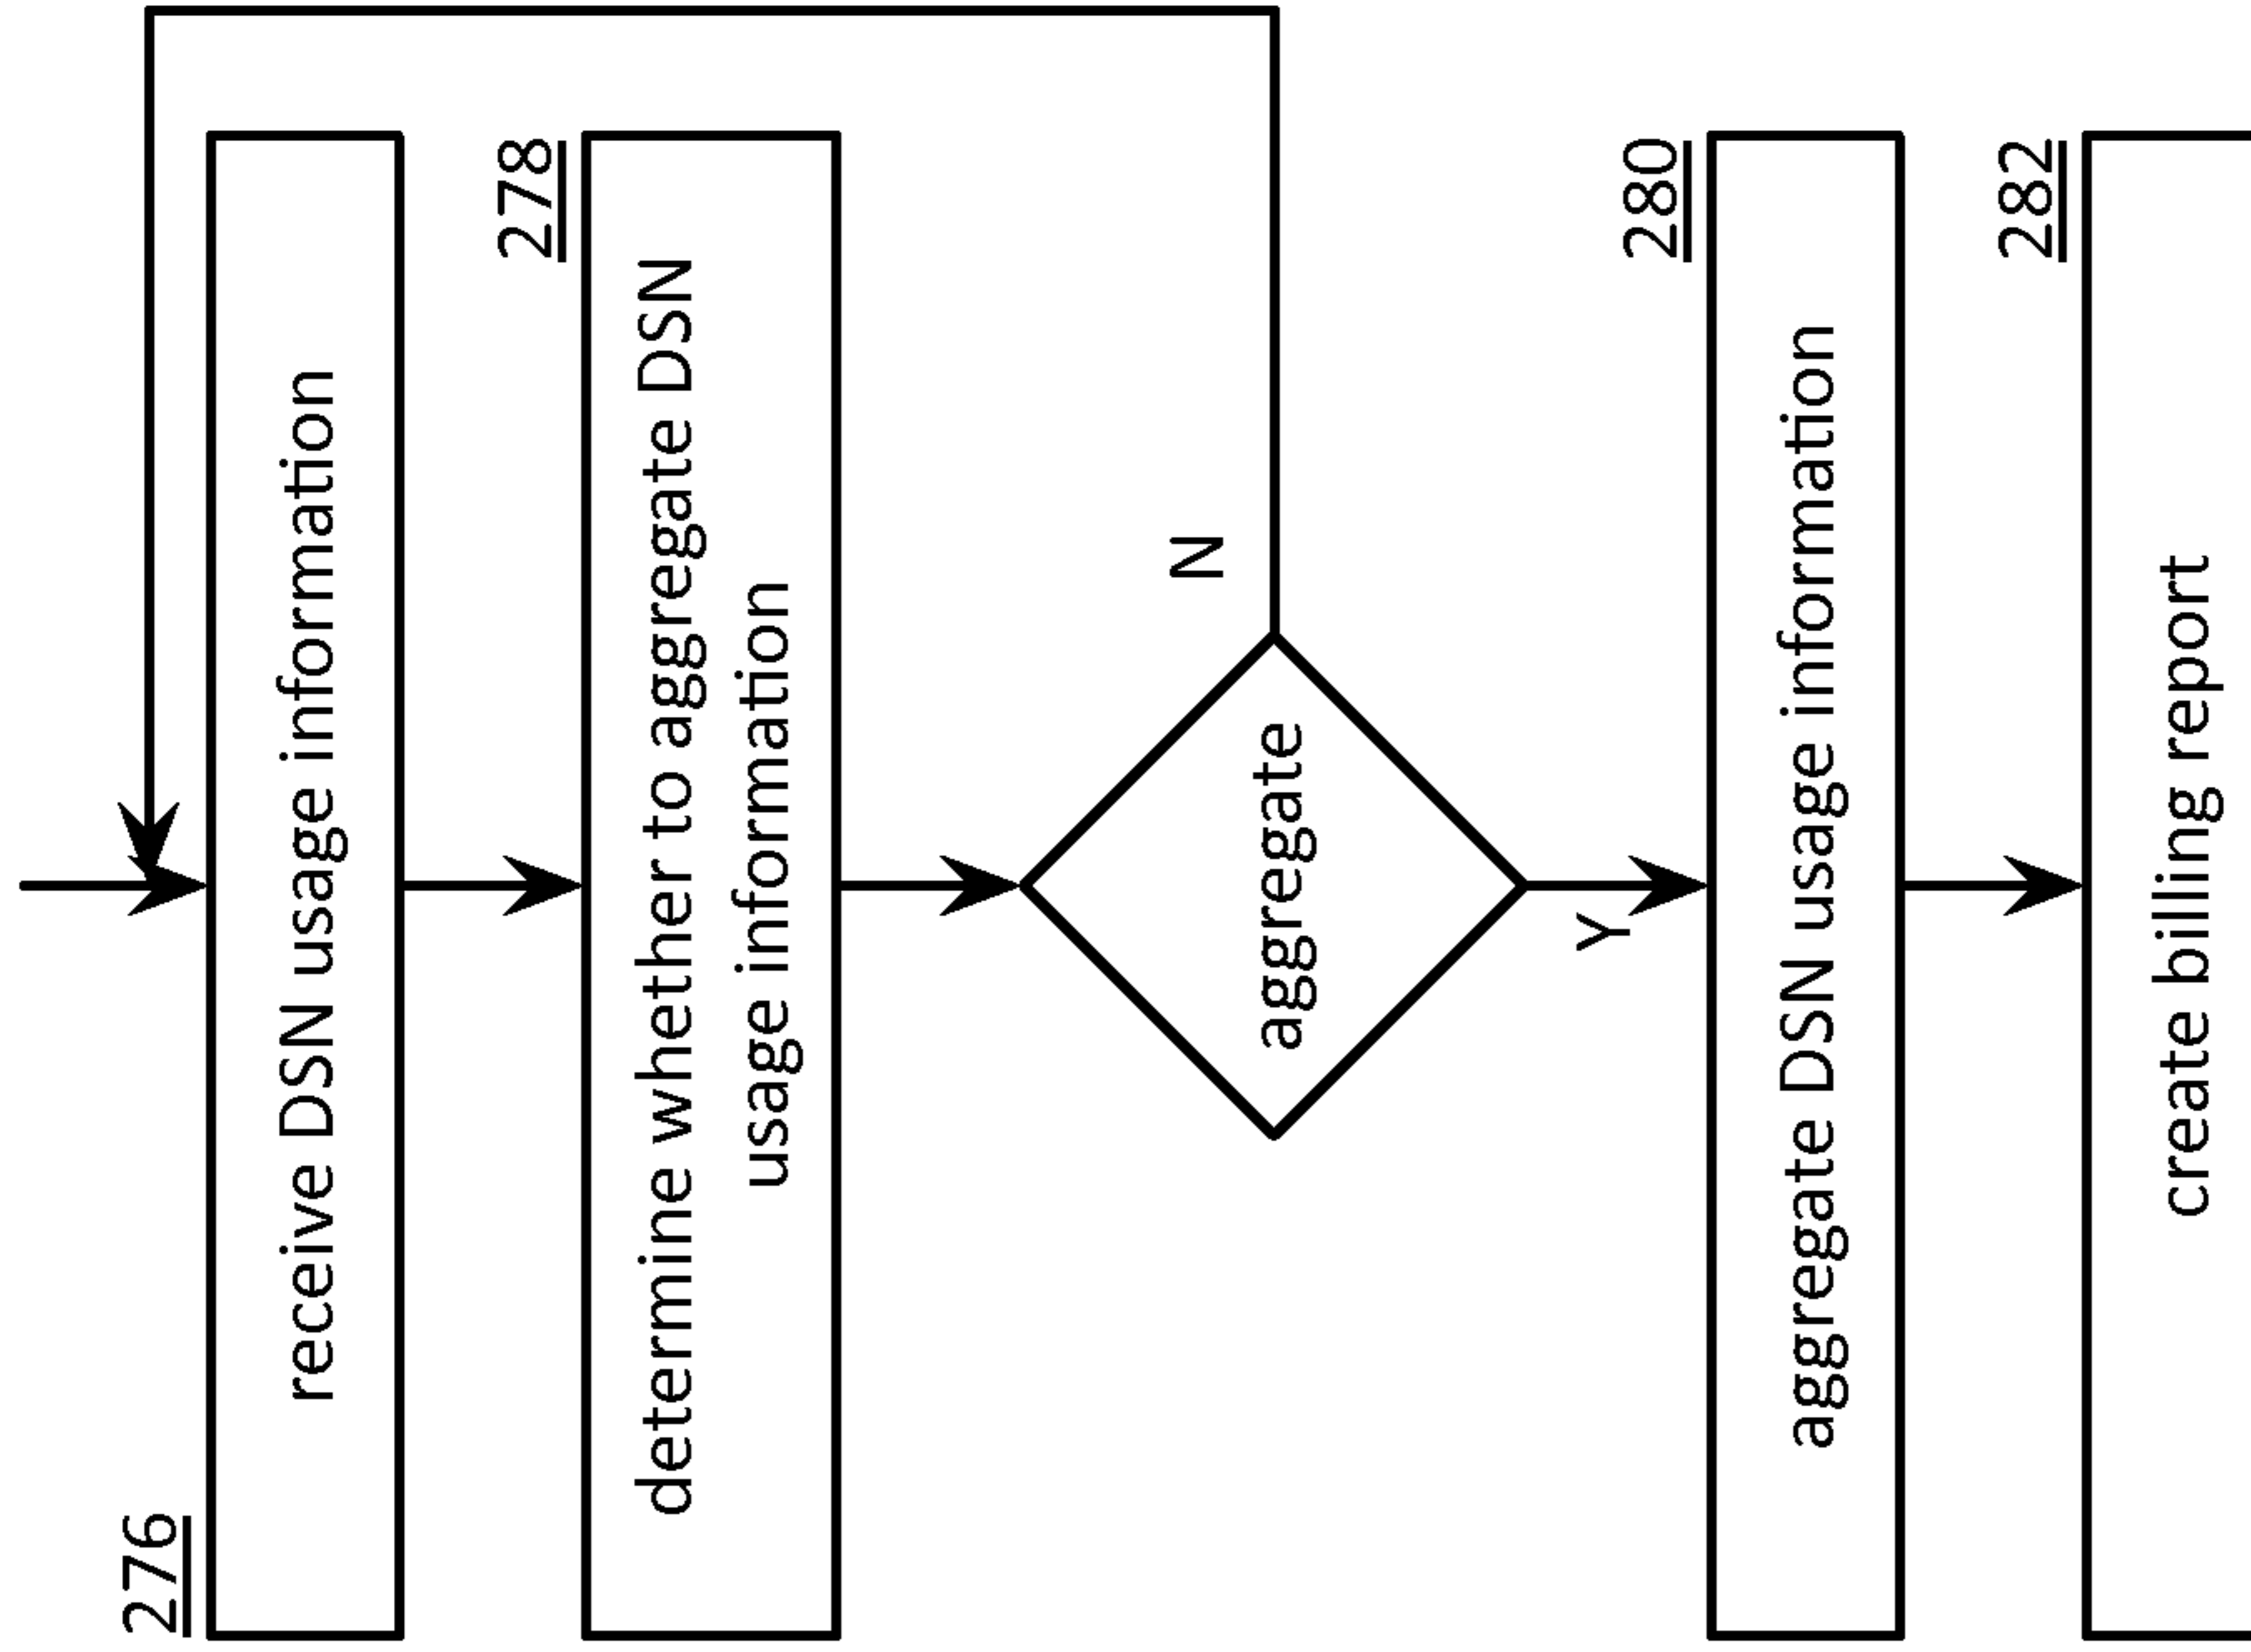 276
receive DSN usage information
278
determine whether to aggregate DSN
usage information
aggregate
N
Y
280
aggregate DSN usage information
282
create billing report